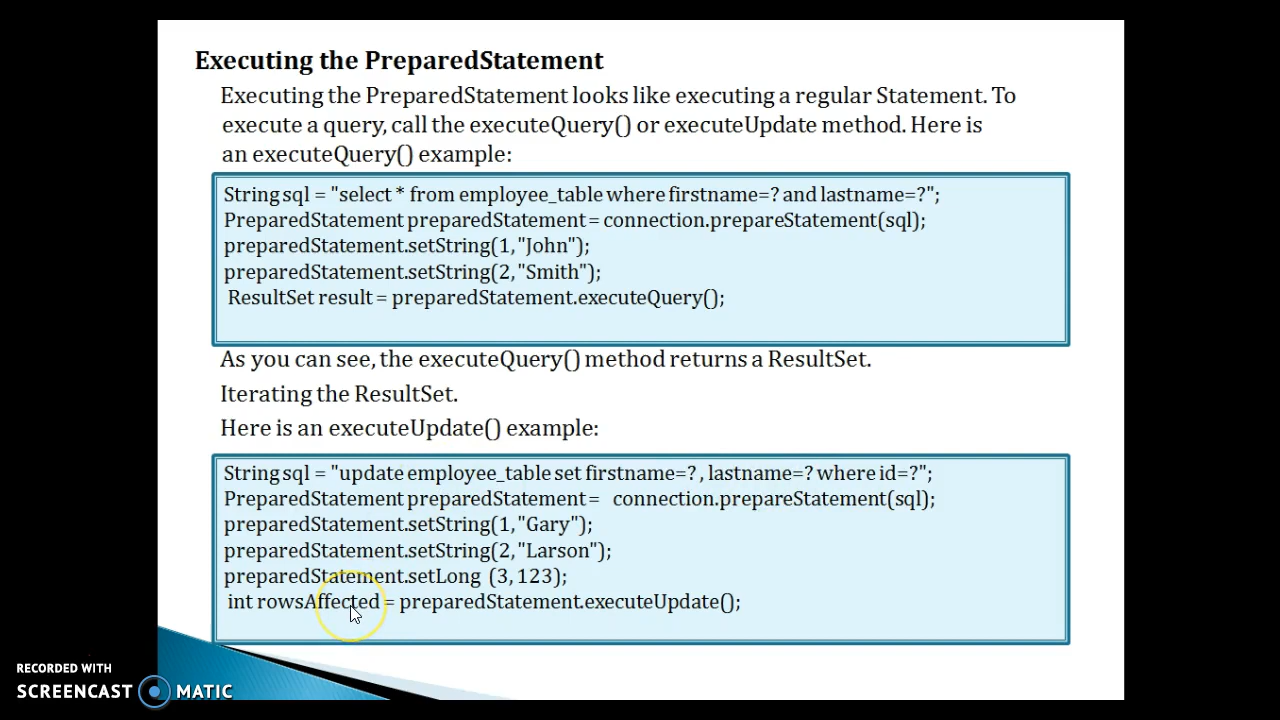 Executing the PreparedStatement
Executing the PreparedStatement looks like executing a regular Statement. To
execute a query, call the executeQuery() or executeUpdate method. Here is
an executeQuery() example:
String sql = "select * from employee_table where firstname=? and lastname=?";
PreparedStatement preparedStatement = connection.prepareStatement(sql);
preparedStatement.setString(1, "John");
preparedStatement.setString(2, "Smith");
ResultSet result = preparedStatement.executeQuery();
As you can see, the executeQuery() method returns a ResultSet.
Iterating the ResultSet.
Here is an executeUpdate() example:
String sql = "update employee_table set firstname=? , lastname=? where id=?";
PreparedStatement preparedStatement = connection.prepareStatement(sql);
preparedStatement.setString(1, "Gary");
preparedStatement.setString(2, "Larson");
preparedStatement.setLong (3, 123);
int rowsAffected = preparedStatement.executeUpdate();
RECORDED WITH
SCREENCAST MATIC